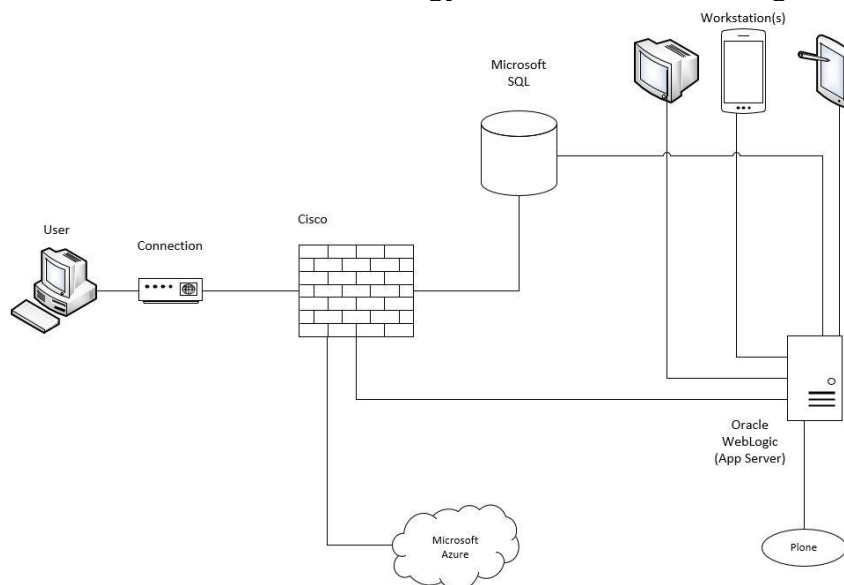 Workstation(s)
Microsoft
SQL
User
Connection
Cisco
Oracle
WebLogic
(App Server)
Microsoft
Azure
Plone